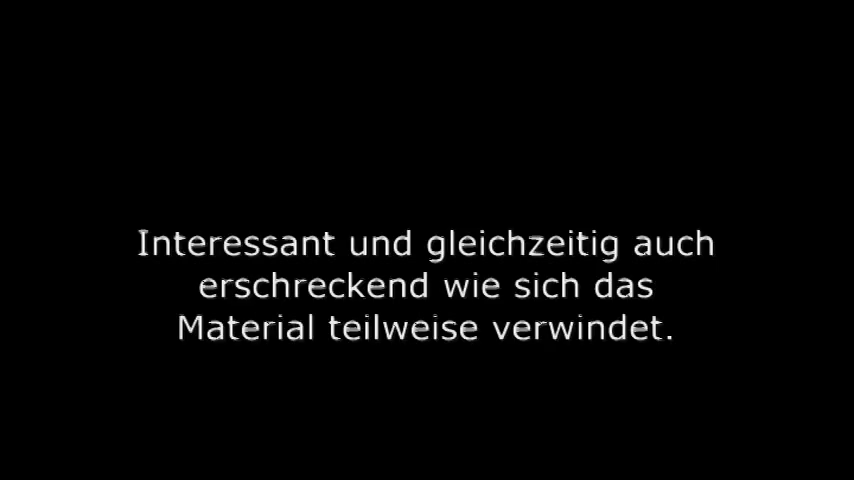 Interessant und gleichzeitig auch
erschreckend wie sich das
Material teilweise verwindet.